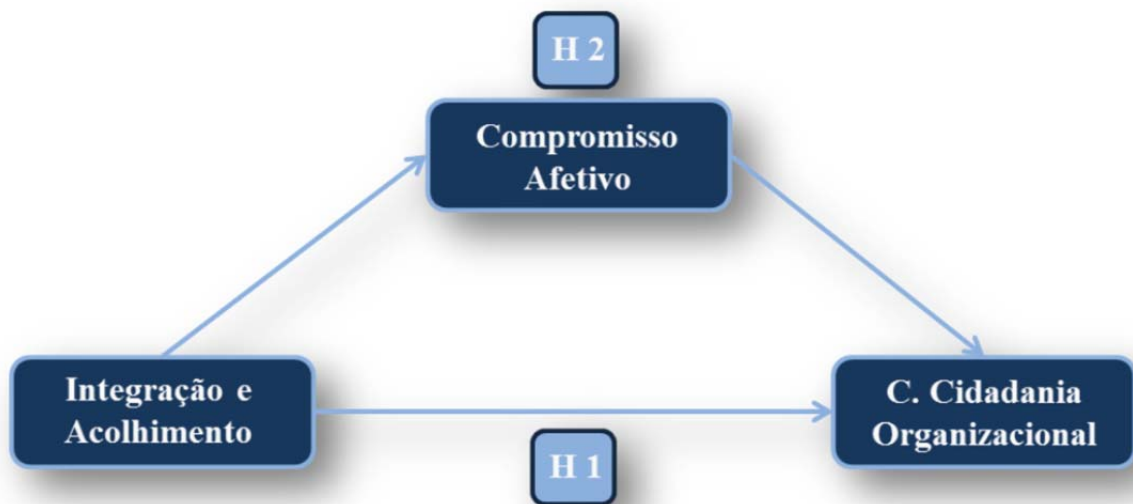 H 2
Compromisso
Afetivo
Integração e
Acolhimento
C. Cidadania
Organizacional
H 1